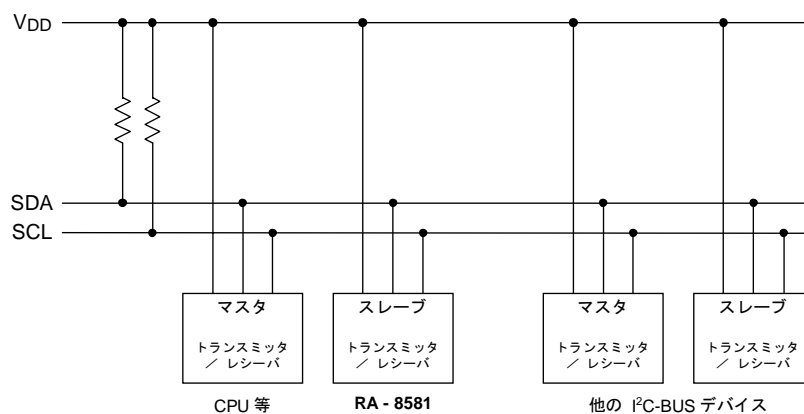 VDD
SDA
SCL
マスタ
トランスミッタ
／ レシーバ
スレーブ
トランスミッタ
／ レシーバ
マスタ
トランスミッタ
／ レシーバ
スレーブ
トランスミッタ
／ レシーバ
CPU 等
RA - 8581
他の I²C-BUS デバイス